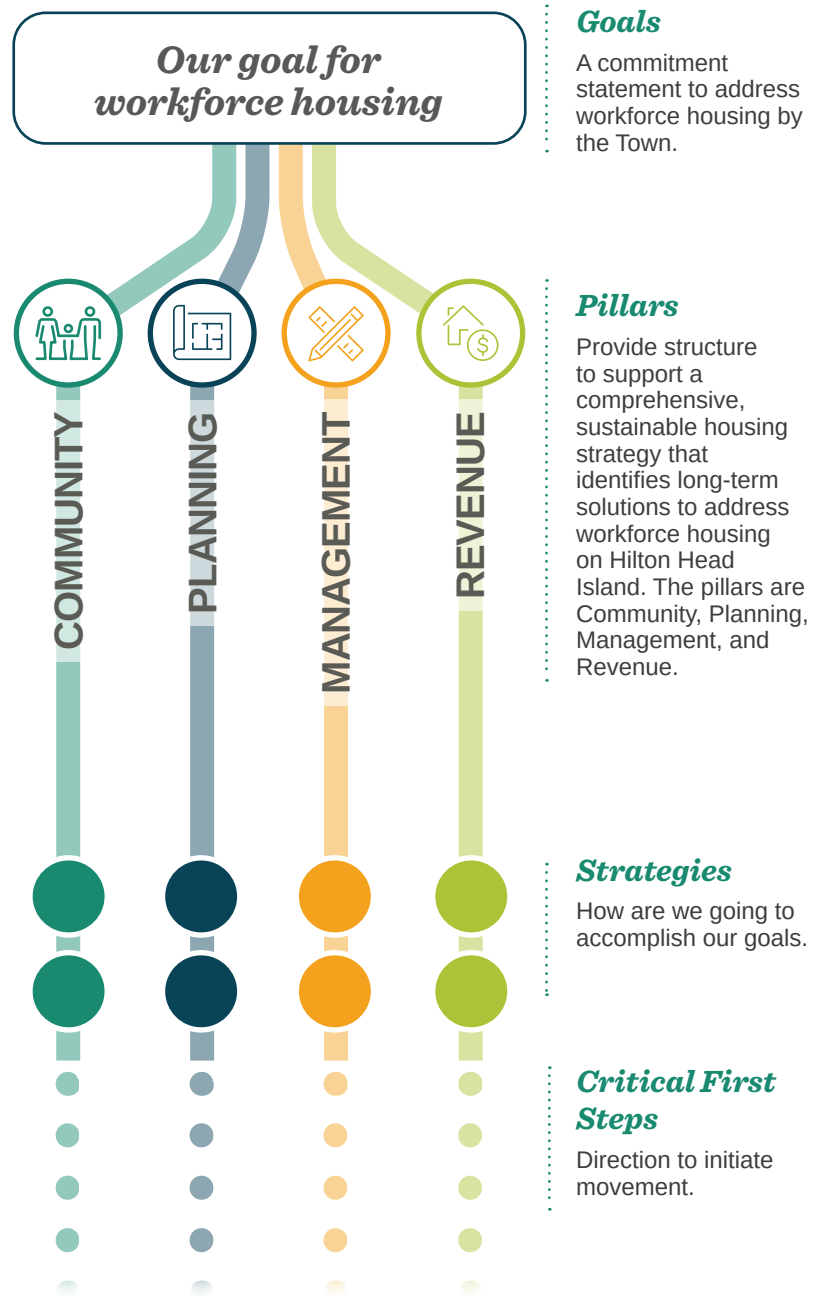 Our goal for
workforce housing
Goals
A commitment
statement to address
workforce housing by
the Town.
Pillars
Provide structure
to support a
comprehensive,
sustainable housing
strategy that
identifies long-term
solutions to address
workforce housing
on Hilton Head
Island. The pillars are
Community, Planning,
Management, and
Revenue.
COMMUNITY
PLANNING
MANAGEMENT
REVENUE
$
Strategies
How are we going to
accomplish our goals.
Critical First
Steps
Direction to initiate
movement.